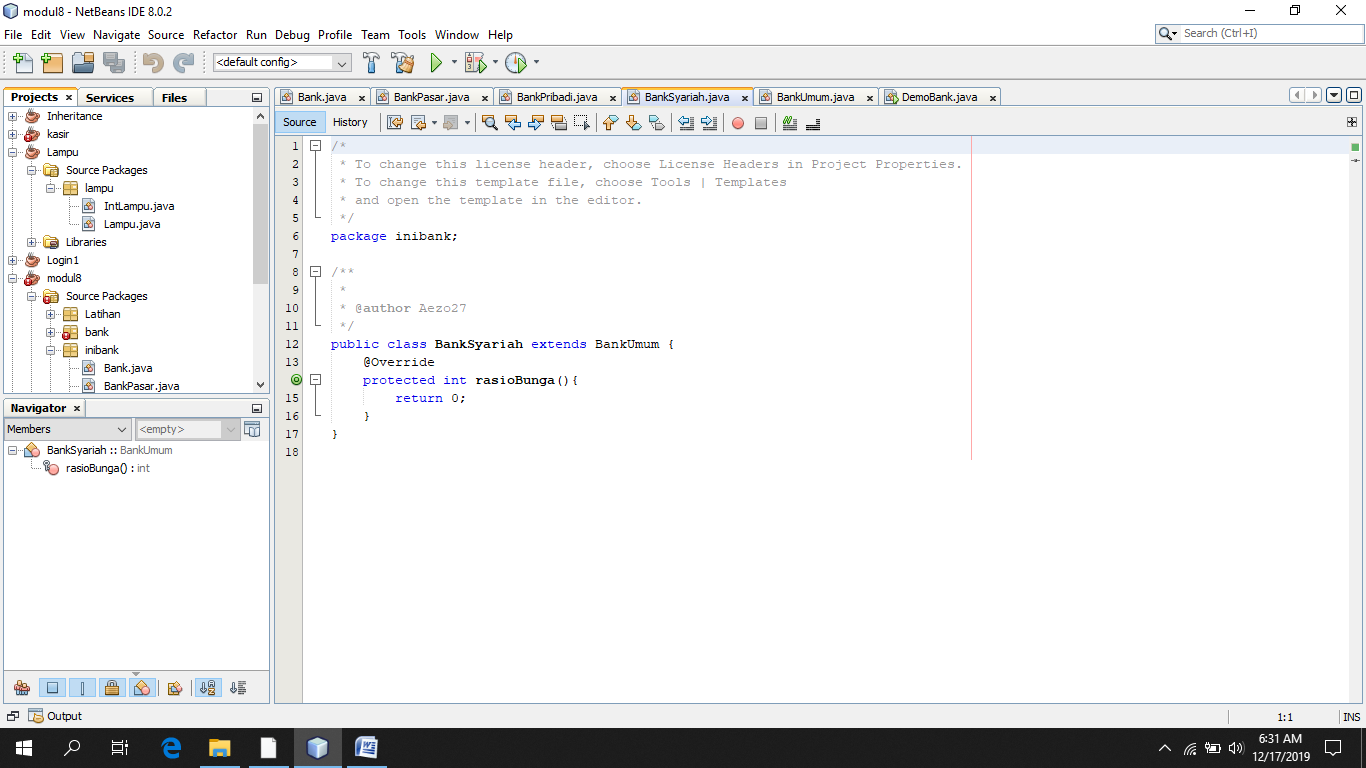 modul8 - NetBeans IDE 8.0.2
File Edit View Navigate Source Refactor Run Debug Profile Team Tools Window Help
Search (Ctrl+I)
<default config>
Projects Services Files
Inheritance
kasir
Lampu
Source Packages
lampu
IntLampu.java
Lampu.java
Libraries
Login1
modul8
Source Packages
Latihan
bank
inibank
Bank.java
BankPasar.java
Navigator
Members <empty>
BankSyariah :: BankUmum
rasioBunga() : int
Bank.java BankPasar.java BankPribadi.java BankSyariah.java BankUmum.java DemoBank.java
Source History
1 /*
2 * To change this license header, choose License Headers in Project Properties.
3 * To change this template file, choose Tools | Templates
4 * and open the template in the editor.
5 */
6 package inibank;
7
8 /**
9 *
10 * @author Aezo27
11 */
12 public class BankSyariah extends BankUmum {
13 @Override
protected int rasioBunga(){
15 return 0;
16 }
17 }
18
Output
1:1 INS
6:31 AM
12/17/2019